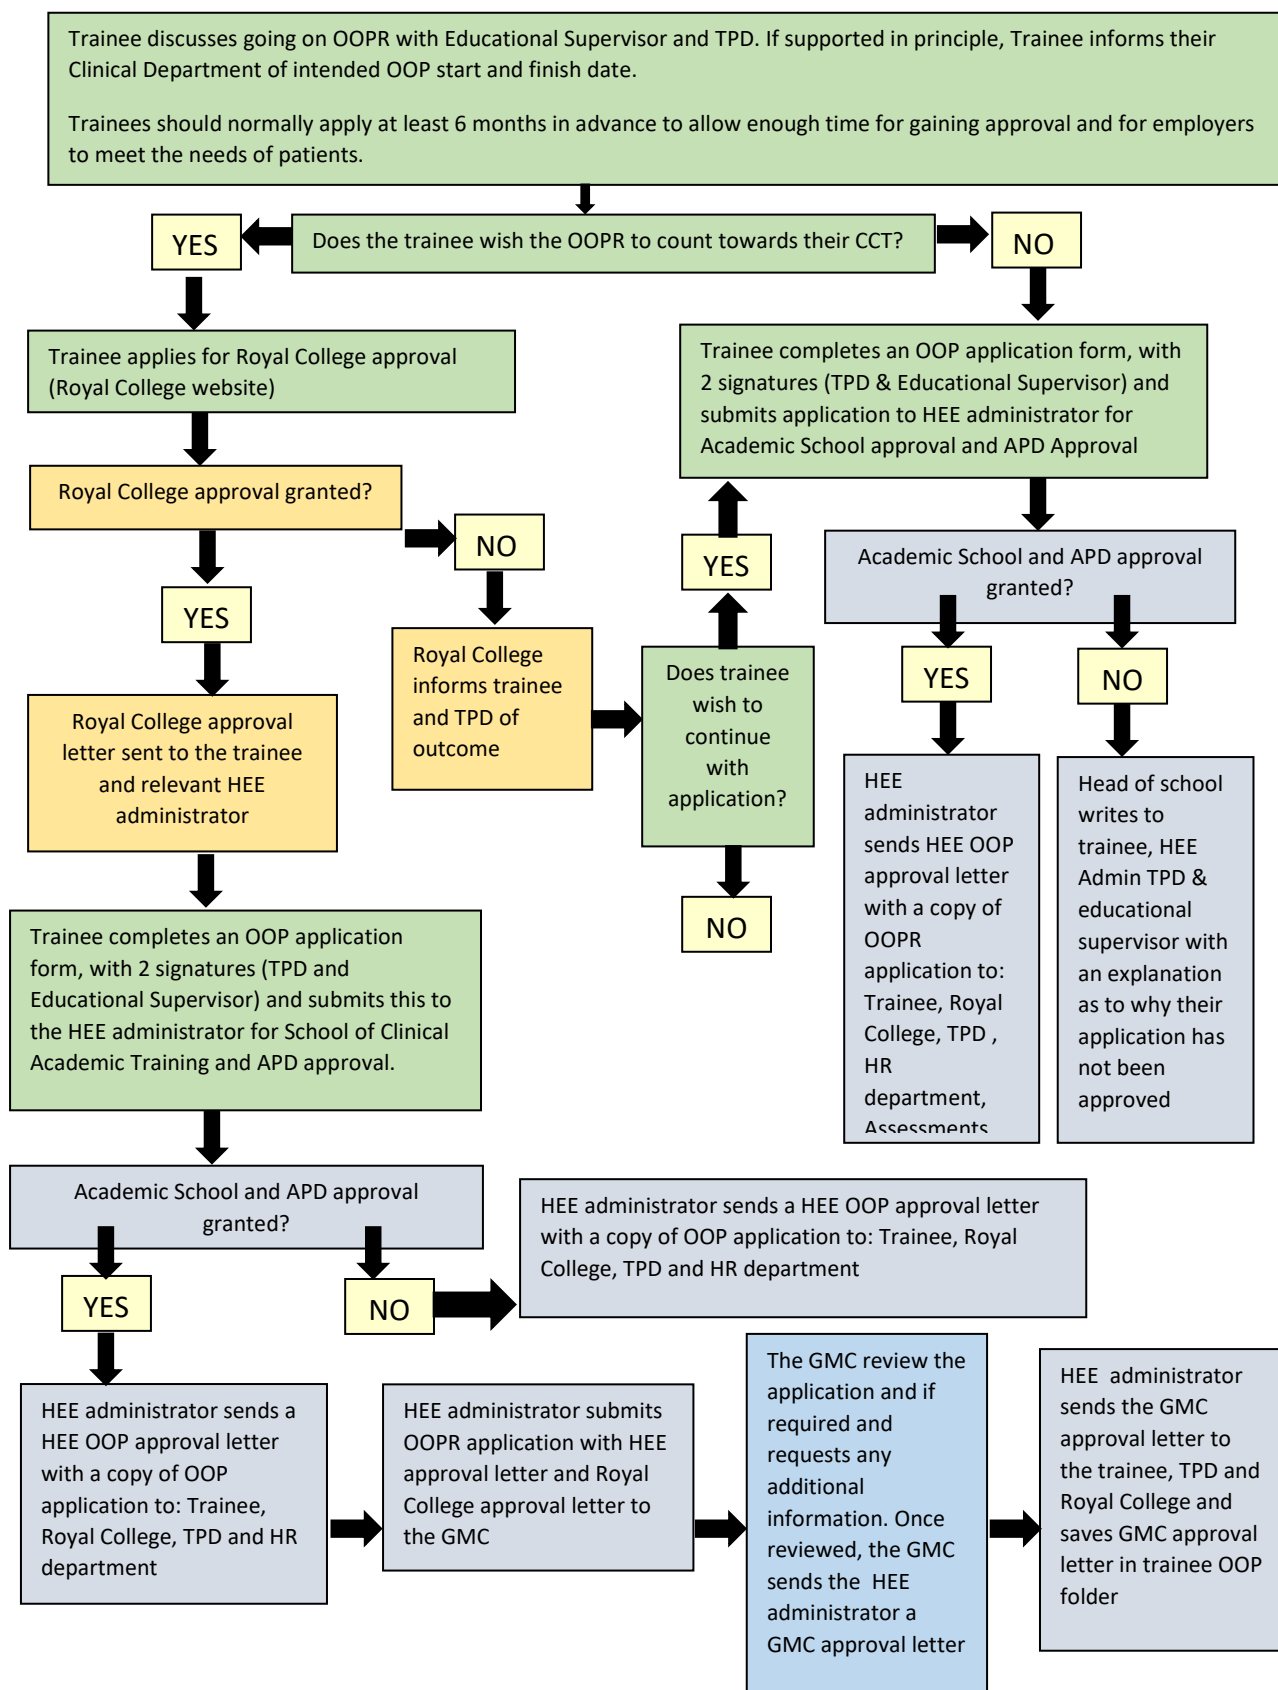 Trainee discusses going on OOPR with Educational Supervisor and TPD. If supported in principle, Trainee informs their
Clinical Department of intended OOP start and finish date.
Trainees should normally apply at least 6 months in advance to allow enough time for gaining approval and for employers
to meet the needs of patients.
YES
Does the trainee wish the OOPR to count towards their CCT?
NO
Trainee applies for Royal College approval
(Royal College website)
Trainee completes an OOP application form, with
2 signatures (TPD & Educational Supervisor) and
submits application to HEE administrator for
Academic School approval and APD Approval
Royal College approval granted?
NO
YES
Academic School and APD approval
granted?
YES
Royal College
informs trainee
and TPD of
outcome
Does trainee
wish to
continue
with
application?
YES
NO
Royal College approval
letter sent to the trainee
and relevant HEE
administrator
NO
HEE
administrator
sends HEE OOP
approval letter
with a copy of
OOPR
application to:
Trainee, Royal
College, TPD ,
HR
department,
Assessments
Head of school
writes to
trainee, HEE
Admin TPD &
educational
supervisor with
an explanation
as to why their
application has
not been
approved
Trainee completes an OOP application
form, with 2 signatures (TPD and
Educational Supervisor) and submits this to
the HEE administrator for School of Clinical
Academic Training and APD approval.
Academic School and APD approval
granted?
HEE administrator sends a HEE OOP approval letter
with a copy of OOP application to: Trainee, Royal
College, TPD and HR department
YES
NO
HEE administrator sends a
HEE OOP approval letter
with a copy of OOP
application to: Trainee,
Royal College, TPD and HR
department
HEE administrator submits
OOPR application with HEE
approval letter and Royal
College approval letter to
the GMC
The GMC review the
application and if
required and
requests any
additional
information. Once
reviewed, the GMC
sends the HEE
administrator a
GMC approval letter
HEE administrator
sends the GMC
approval letter to
the trainee, TPD and
Royal College and
saves GMC approval
letter in trainee OOP
folder